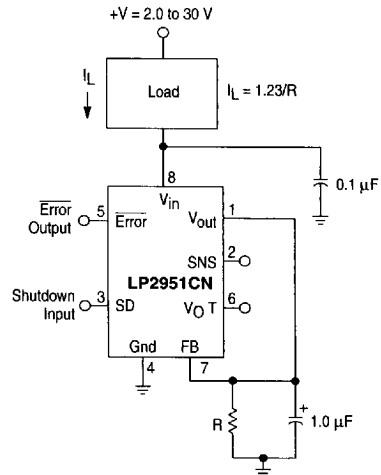 +V = 2.0 to 30 V
I_L
Load
I_L = 1.23/R
8
V_in
0.1 μF
Error
Output
5
Error
V_out
1
SNS
2
LP2951CN
Shutdown
Input
3
SD
V_O T
6
Gnd
FB
4
7
R
+
1.0 μF